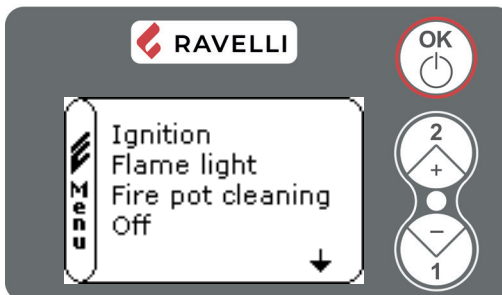 RAVELLI
OK
Menu
Ignition
Flame light
Fire pot cleaning
Off
2
+
−
1